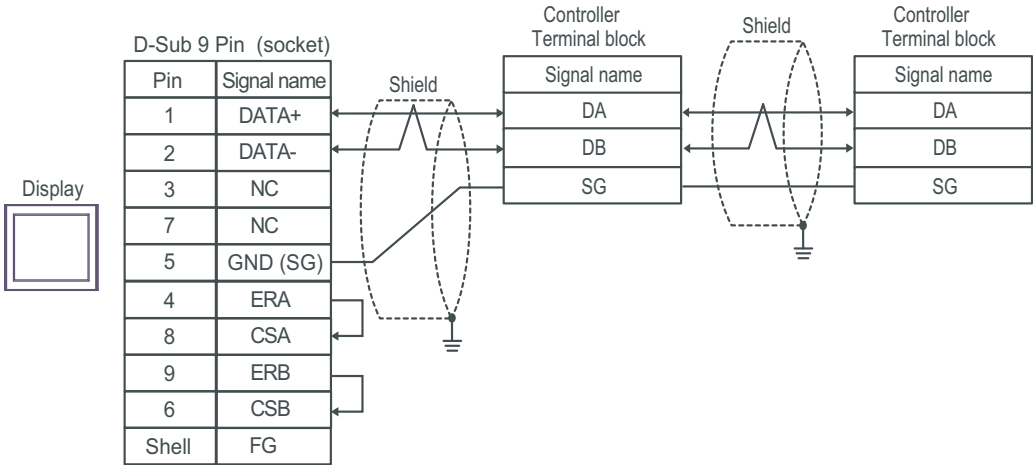 Display
D-Sub 9 Pin (socket)
Pin Signal name
1 DATA+
2 DATA-
3 NC
7 NC
5 GND (SG)
4 ERA
8 CSA
9 ERB
6 CSB
Shell FG
Shield
Controller
Terminal block
Signal name
DA
DB
SG
Shield
Controller
Terminal block
Signal name
DA
DB
SG